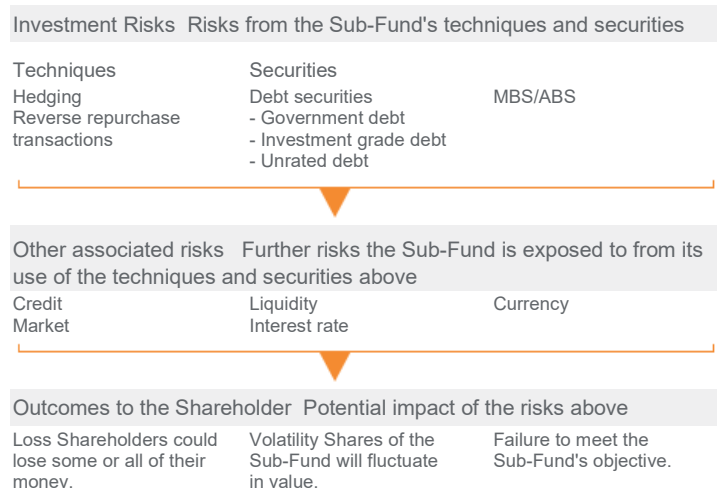 Investment Risks Risks from the Sub-Fund's techniques and securities
Techniques
Hedging
Reverse repurchase
transactions
Securities
Debt securities
- Government debt
- Investment grade debt
- Unrated debt
MBS/ABS
Other associated risks Further risks the Sub-Fund is exposed to from its
use of the techniques and securities above
Credit
Market
Liquidity
Interest rate
Currency
Outcomes to the Shareholder Potential impact of the risks above
Loss Shareholders could
lose some or all of their
money.
Volatility Shares of the
Sub-Fund will fluctuate
in value.
Failure to meet the
Sub-Fund's objective.